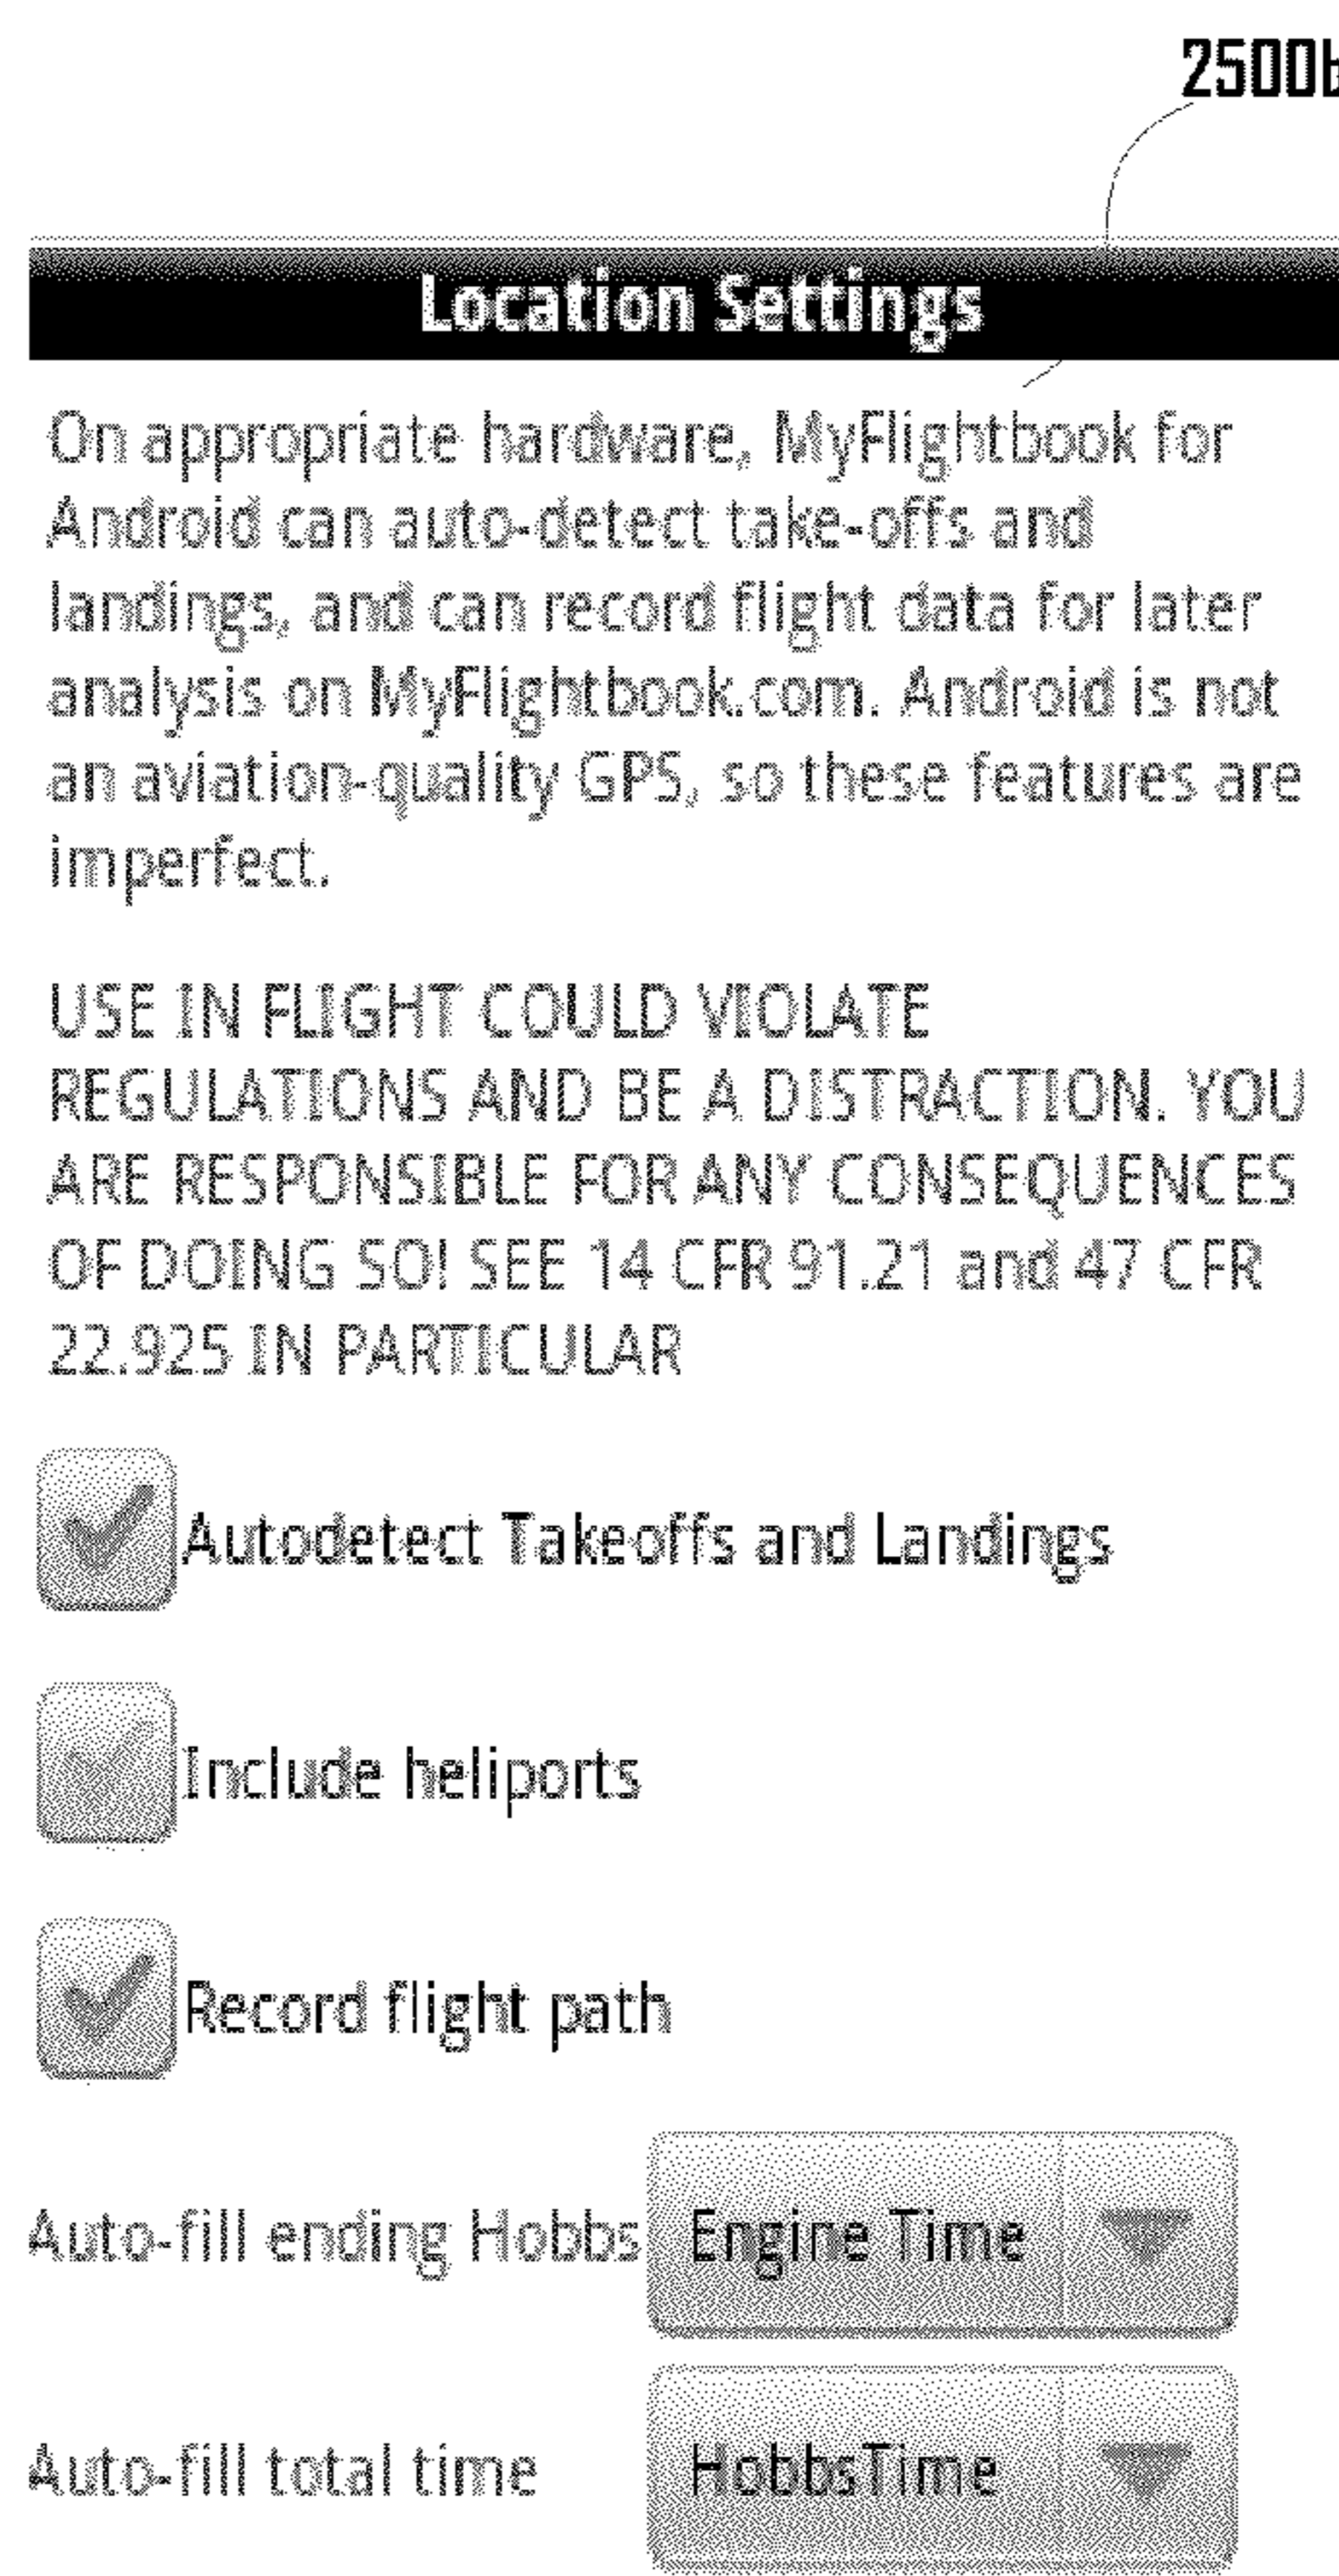 2500b
Location Settings
On appropriate hardware, MyFlightbook for
Android can auto-detect take-offs and
landings, and can record flight data for later
analysis on MyFlightbook.com. Android is not
an aviation-quality GPS, so these features are
imperfect.
USE IN FLIGHT COULD VIOLATE
REGULATIONS AND BE A DISTRACTION. YOU
ARE RESPONSIBLE FOR ANY CONSEQUENCES
OF DOING SO! SEE 14 CFR 91.21 and 47 CFR
22.925 IN PARTICULAR
Autodetect Takeoffs and Landings
Include heliports
Record flight path
Auto-fill ending Hobbs Engine Time
Auto-fill total time HobbsTime